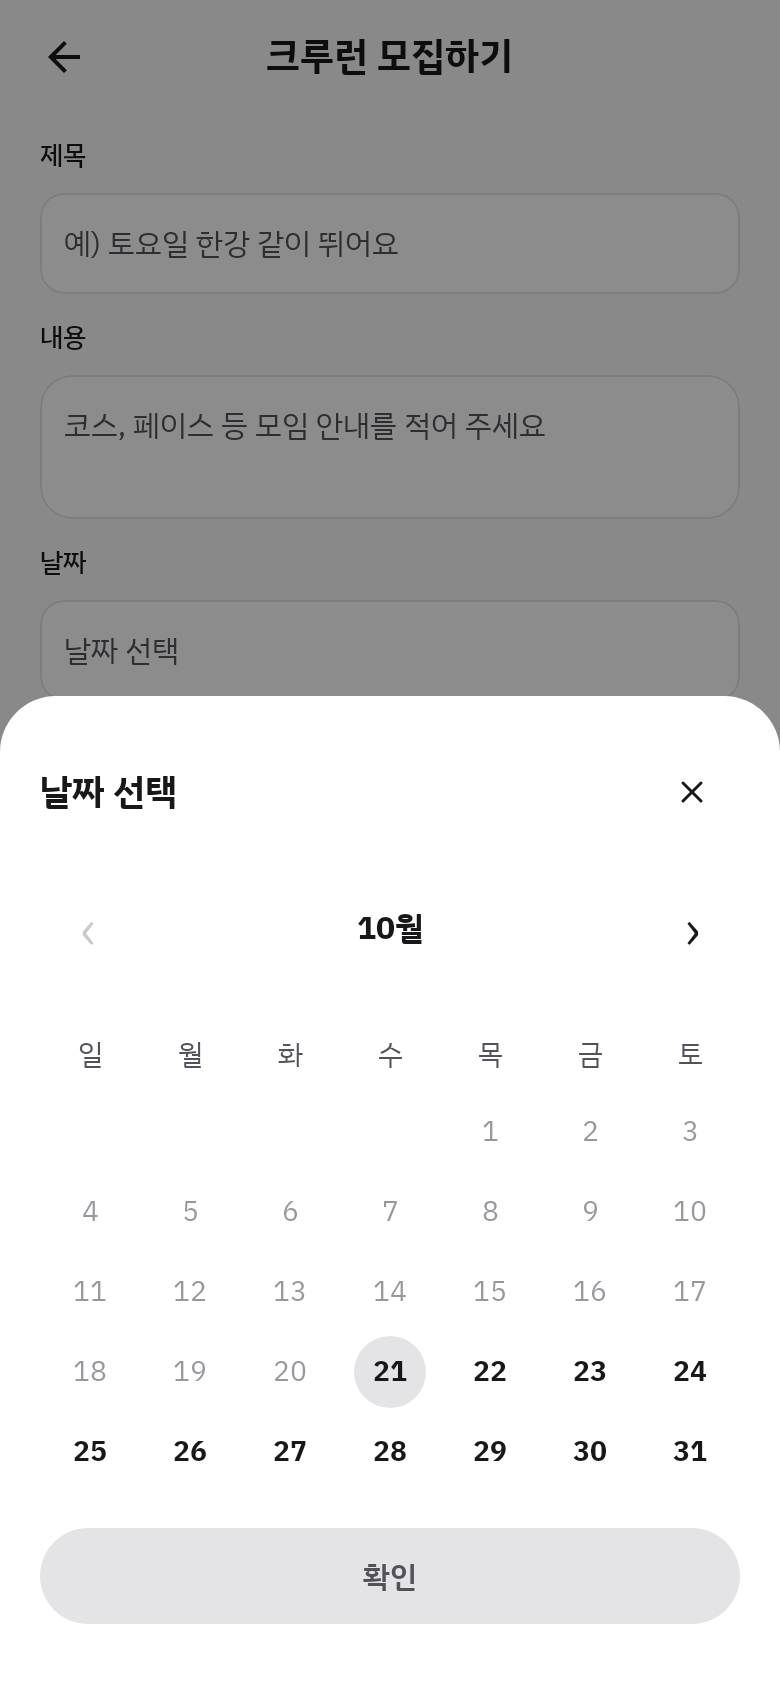 크루런 모집하기
제목
예) 토요일 한강 같이 뛰어요
내용
코스, 페이스 등 모임 안내를 적어 주세요
날짜
날짜 선택
날짜 선택
10월
일 월 화 수 목 금 토
1 2 3
4 5 6 7 8 9 10
11 12 13 14 15 16 17
18 19 20 21 22 23 24
25 26 27 28 29 30 31
확인